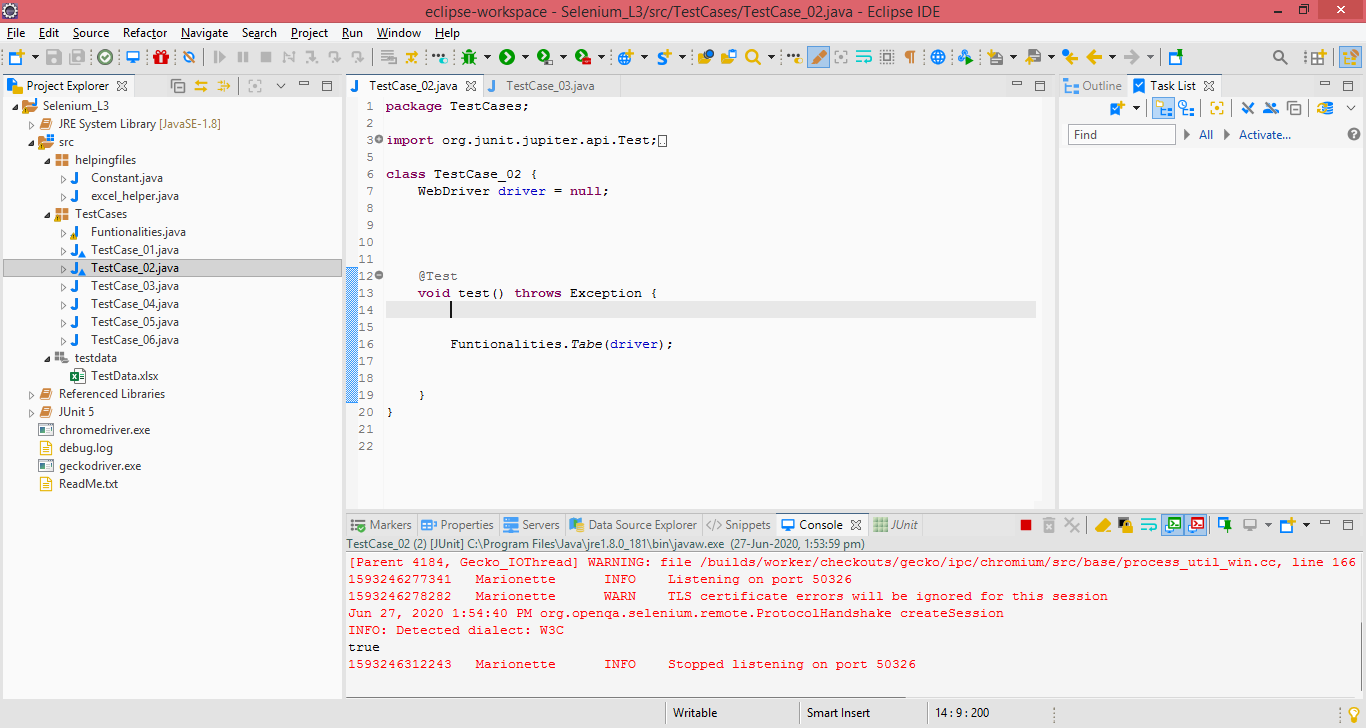 eclipse-workspace - Selenium_L3/src/TestCases/TestCase_02.java - Eclipse IDE
File Edit Source Refactor Navigate Search Project Run Window Help
Project Explorer
Selenium_L3
JRE System Library [JavaSE-1.8]
src
helpingfiles
Constant.java
excel_helper.java
TestCases
Funtionalities.java
TestCase_01.java
TestCase_02.java
TestCase_03.java
TestCase_04.java
TestCase_05.java
TestCase_06.java
testdata
TestData.xlsx
Referenced Libraries
JUnit 5
chromedriver.exe
debug.log
geckodriver.exe
ReadMe.txt
TestCase_02.java TestCase_03.java
1 package TestCases;
2
3 import org.junit.jupiter.api.Test;
5
6 class TestCase_02 {
7 WebDriver driver = null;
8
9
10
11
12 @Test
13 void test() throws Exception {
14
15
16 Funtionalities.Tabe(driver);
17
18
19 }
20 }
21
22
Outline Task List
Find All Activate...
Markers Properties Servers Data Source Explorer Snippets Console JUnit
TestCase_02 (2) [JUnit] C:\Program Files\Java\jre1.8.0_181\bin\javaw.exe (27-Jun-2020, 1:53:59 pm)
[Parent 4184, Gecko_IOThread] WARNING: file /builds/worker/checkouts/gecko/ipc/chromium/src/base/process_util_win.cc, line 166
1593246277341 Marionette INFO Listening on port 50326
1593246278282 Marionette WARN TLS certificate errors will be ignored for this session
Jun 27, 2020 1:54:40 PM org.openqa.selenium.remote.ProtocolHandshake createSession
INFO: Detected dialect: W3C
true
1593246312243 Marionette INFO Stopped listening on port 50326
Writable Smart Insert 14 : 9 : 200